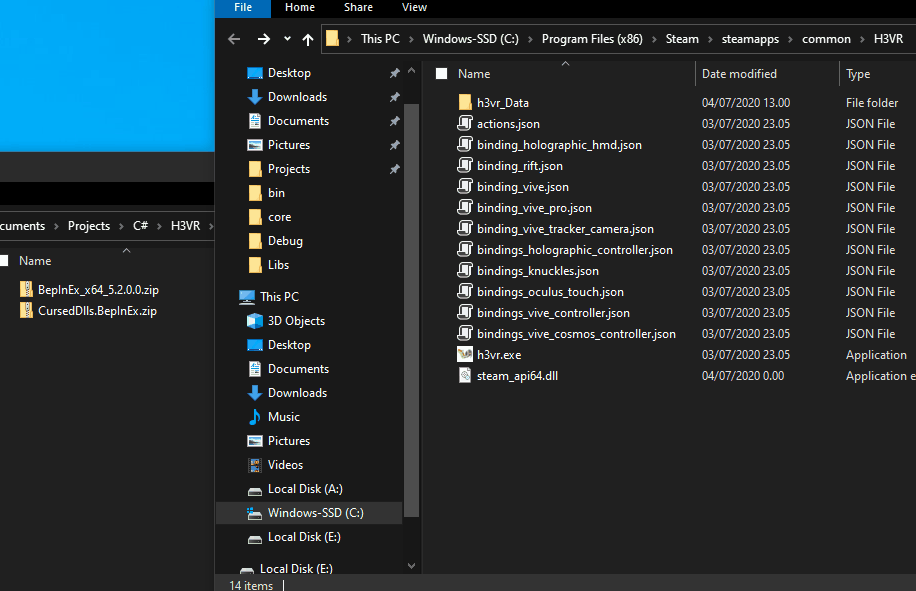 File Home Share View
This PC > Windows-SSD (C:) > Program Files (x86) > Steam > steamapps > common > H3VR
Desktop
Downloads
Documents
Pictures
Projects
bin
core
Debug
Libs
This PC
3D Objects
Desktop
Documents
Downloads
Music
Pictures
Videos
Local Disk (A:)
Windows-SSD (C:)
Local Disk (E:)
Local Disk (E:)
14 items
Name Date modified Type
h3vr_Data 04/07/2020 13.00 File folder
actions.json 03/07/2020 23.05 JSON File
binding_holographic_hmd.json 03/07/2020 23.05 JSON File
binding_rift.json 03/07/2020 23.05 JSON File
binding_vive.json 03/07/2020 23.05 JSON File
binding_vive_pro.json 03/07/2020 23.05 JSON File
binding_vive_tracker_camera.json 03/07/2020 23.05 JSON File
bindings_holographic_controller.json 03/07/2020 23.05 JSON File
bindings_knuckles.json 03/07/2020 23.05 JSON File
bindings_oculus_touch.json 03/07/2020 23.05 JSON File
bindings_vive_controller.json 03/07/2020 23.05 JSON File
bindings_vive_cosmos_controller.json 03/07/2020 23.05 JSON File
h3vr.exe 03/07/2020 23.05 Application
steam_api64.dll 04/07/2020 0.00 Application e
cuments > Projects > C# > H3VR >
Name
BepInEx_x64_5.2.0.0.zip
CursedDlls.BepInEx.zip